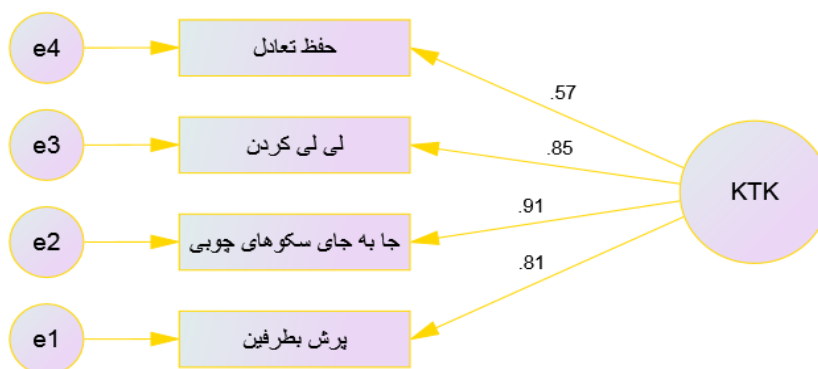 e4
حفظ تعادل
.57
e3
لی لی کردن
.85
KTK
.91
e2
جا به جای سکوهای چوبی
.81
e1
پرش بطرفین